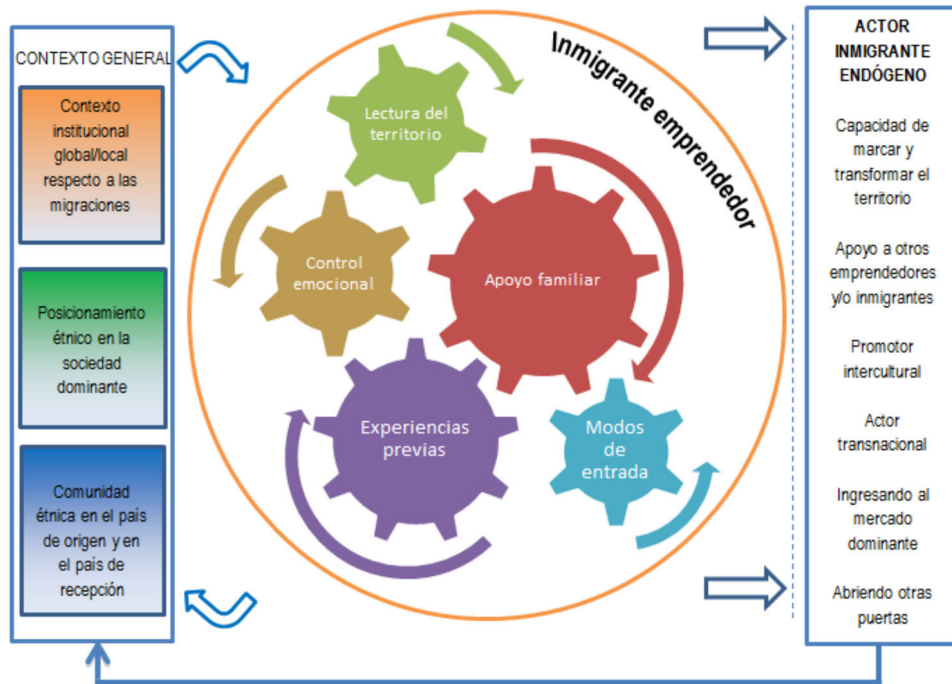 CONTEXTO GENERAL
Contexto
institucional
global/local
respecto a las
migraciones
Posicionamiento
étnico en la
sociedad
dominante
Comunidad
étnica en el país
de origen y en
el país de
recepción
Inmigrante emprendedor
Lectura del
territorio
Control
emocional
Apoyo familiar
Experiencias
previas
Modos
de
entrada
ACTOR
INMIGRANTE
ENDÓGENO
Capacidad de
marcar y
transformar el
territorio
Apoyo a otros
emprendedores
y/o inmigrantes
Promotor
intercultural
Actor
transnacional
Ingresando al
mercado
dominante
Abriendo otras
puertas